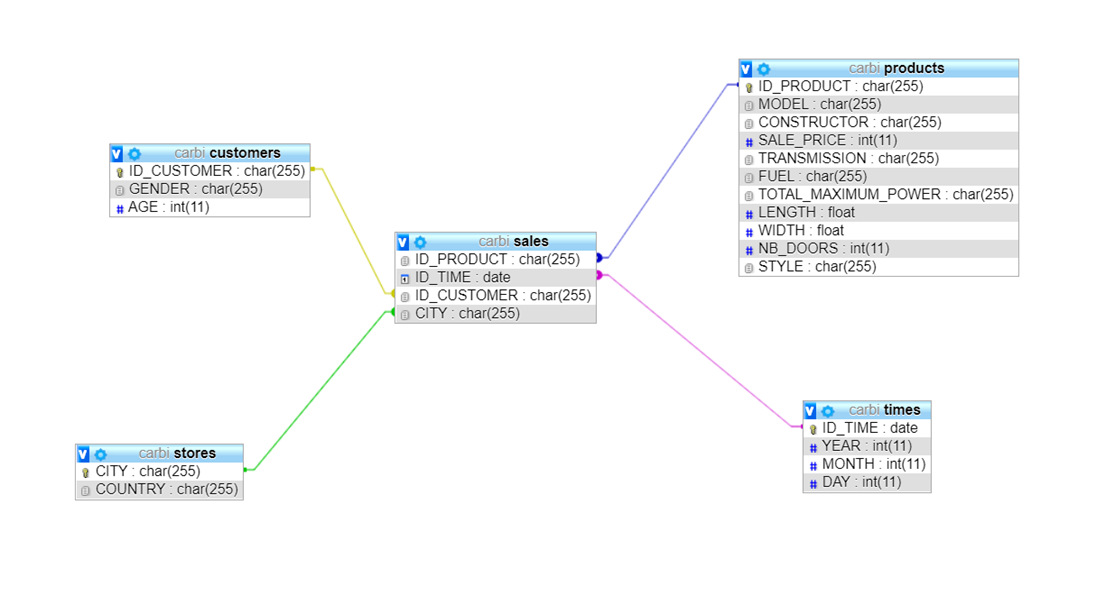 carbi products
ID_PRODUCT : char(255)
MODEL : char(255)
CONSTRUCTOR : char(255)
SALE_PRICE : int(11)
TRANSMISSION : char(255)
FUEL : char(255)
TOTAL_MAXIMUM_POWER : char(255)
LENGTH : float
WIDTH : float
NB_DOORS : int(11)
STYLE : char(255)
carbi customers
ID_CUSTOMER : char(255)
GENDER : char(255)
AGE : int(11)
carbi sales
ID_PRODUCT : char(255)
ID_TIME : date
ID_CUSTOMER : char(255)
CITY : char(255)
carbi stores
CITY : char(255)
COUNTRY : char(255)
carbi times
ID_TIME : date
YEAR : int(11)
MONTH : int(11)
DAY : int(11)